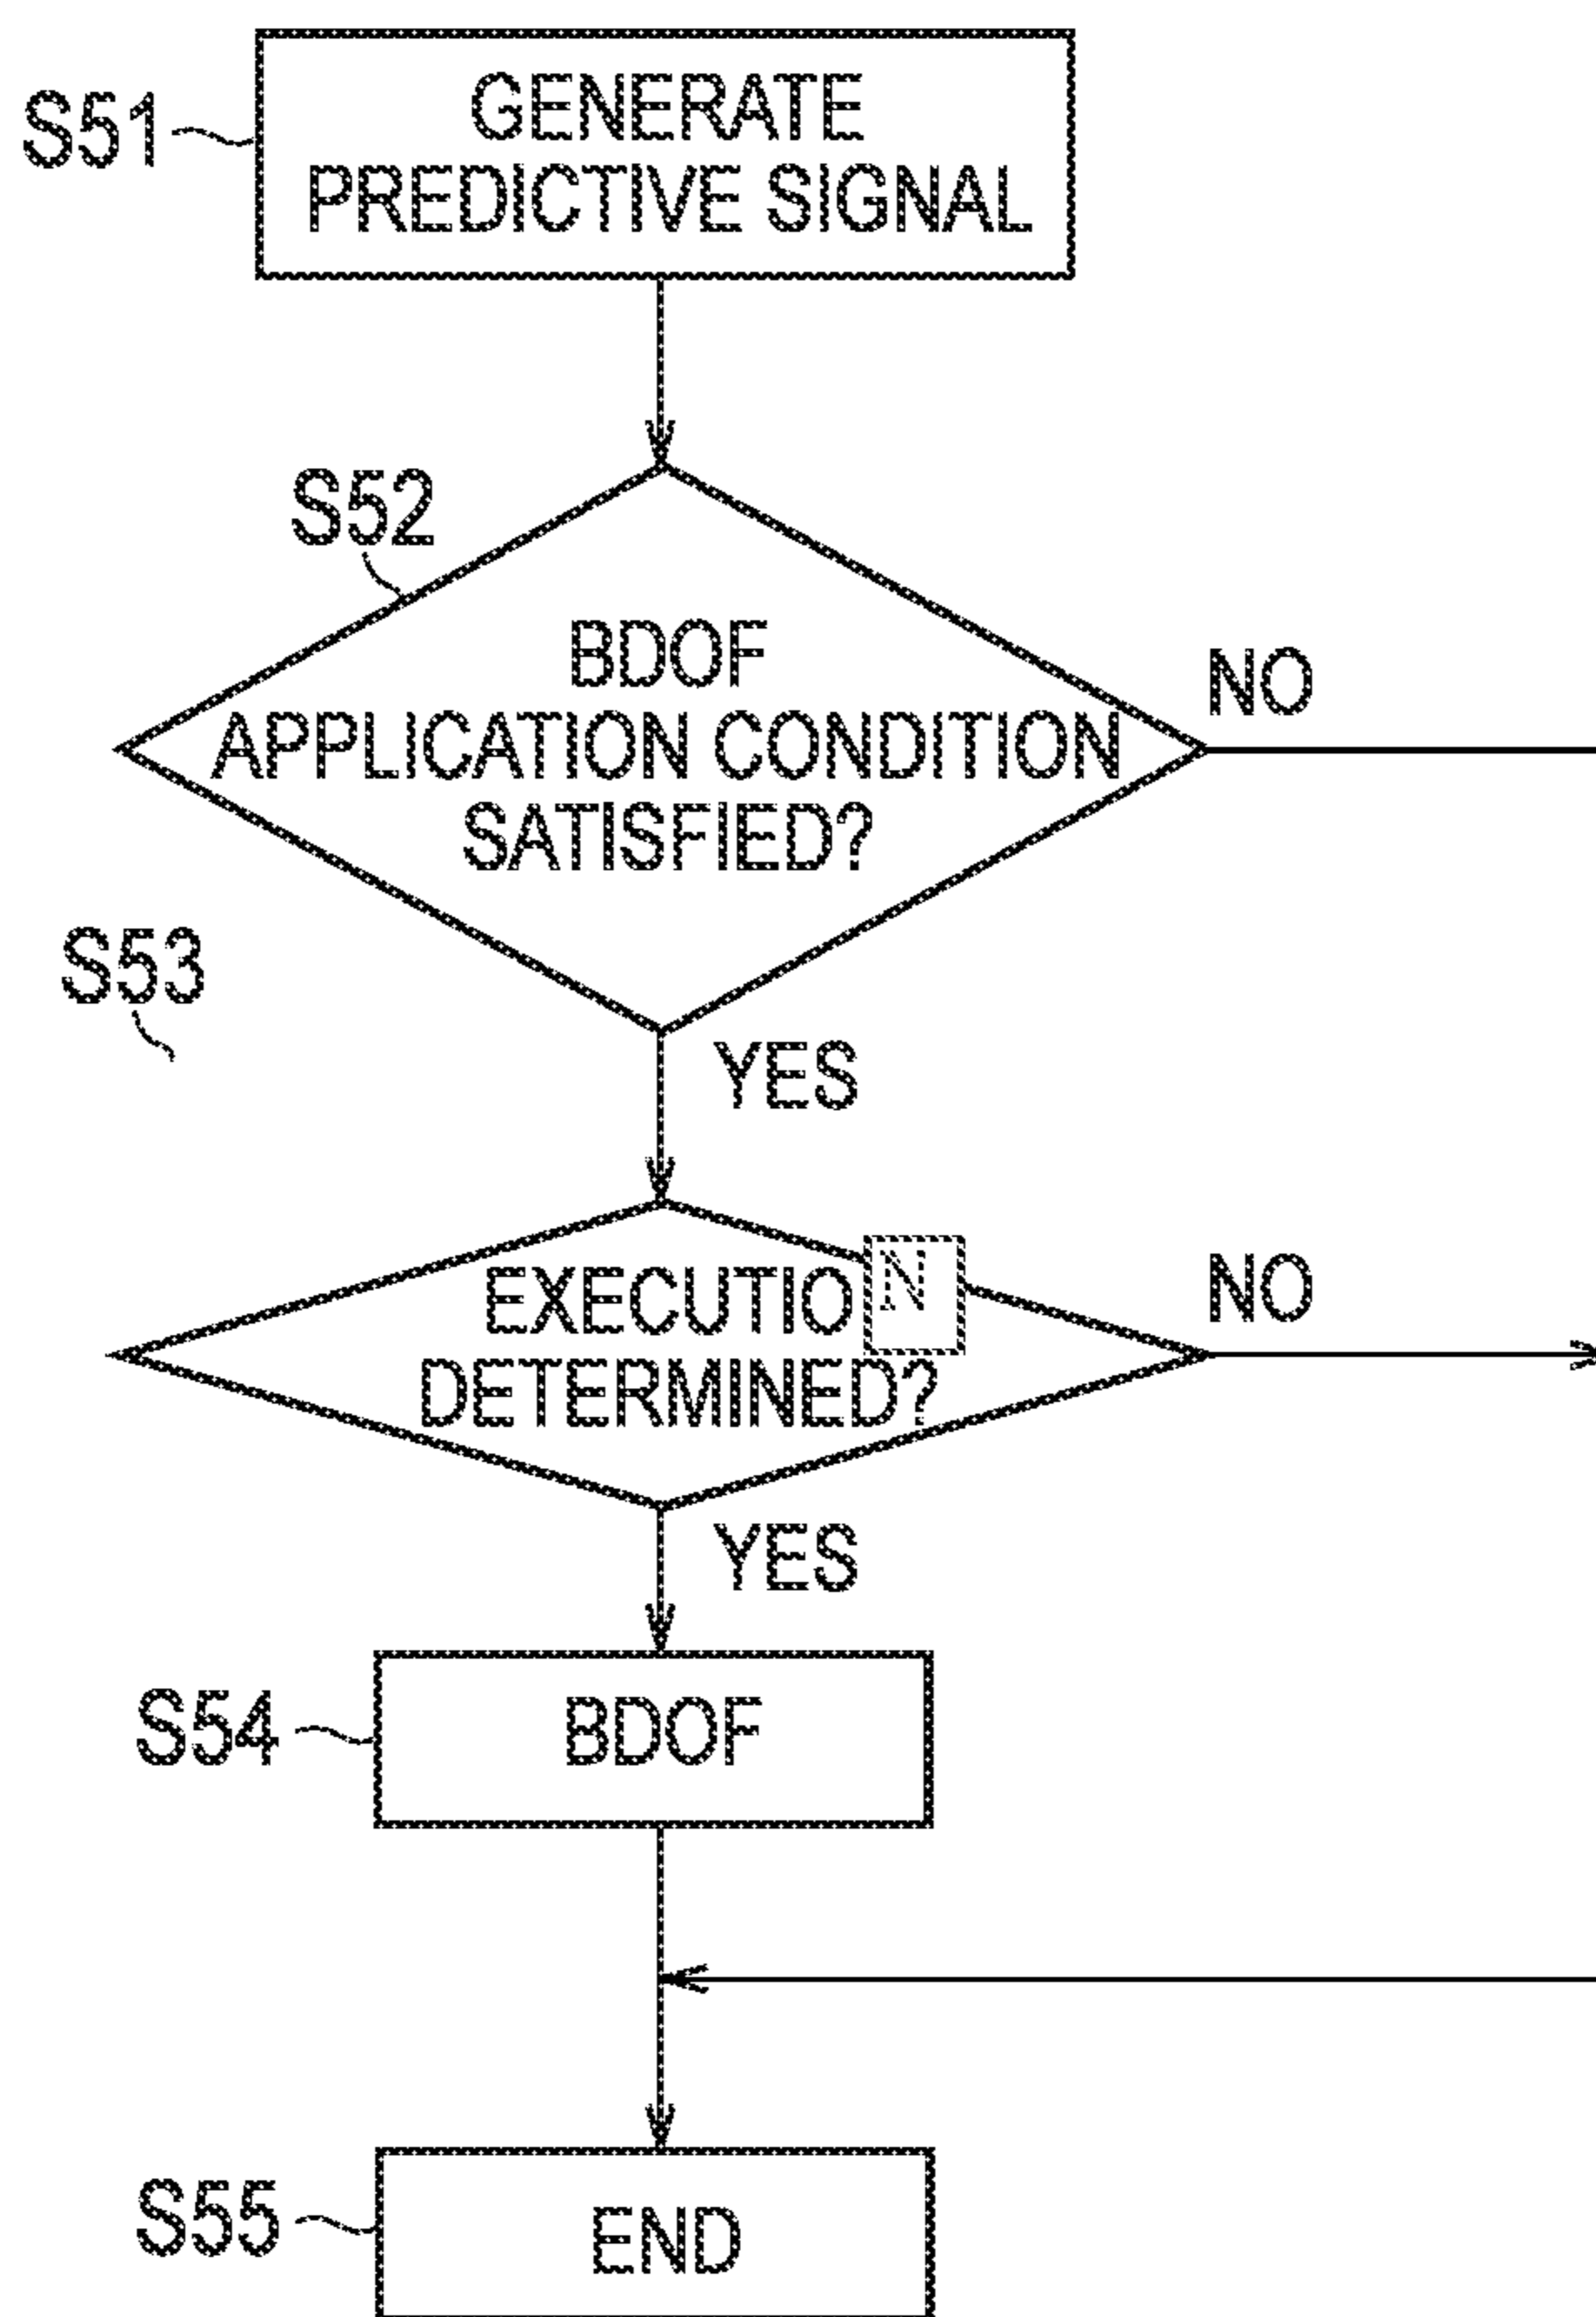 S51
GENERATE
PREDICTIVE SIGNAL
S52
BDOF
APPLICATION CONDITION
SATISFIED?
NO
S53
YES
EXECUTION
DETERMINED?
NO
YES
S54
BDOF
S55
END